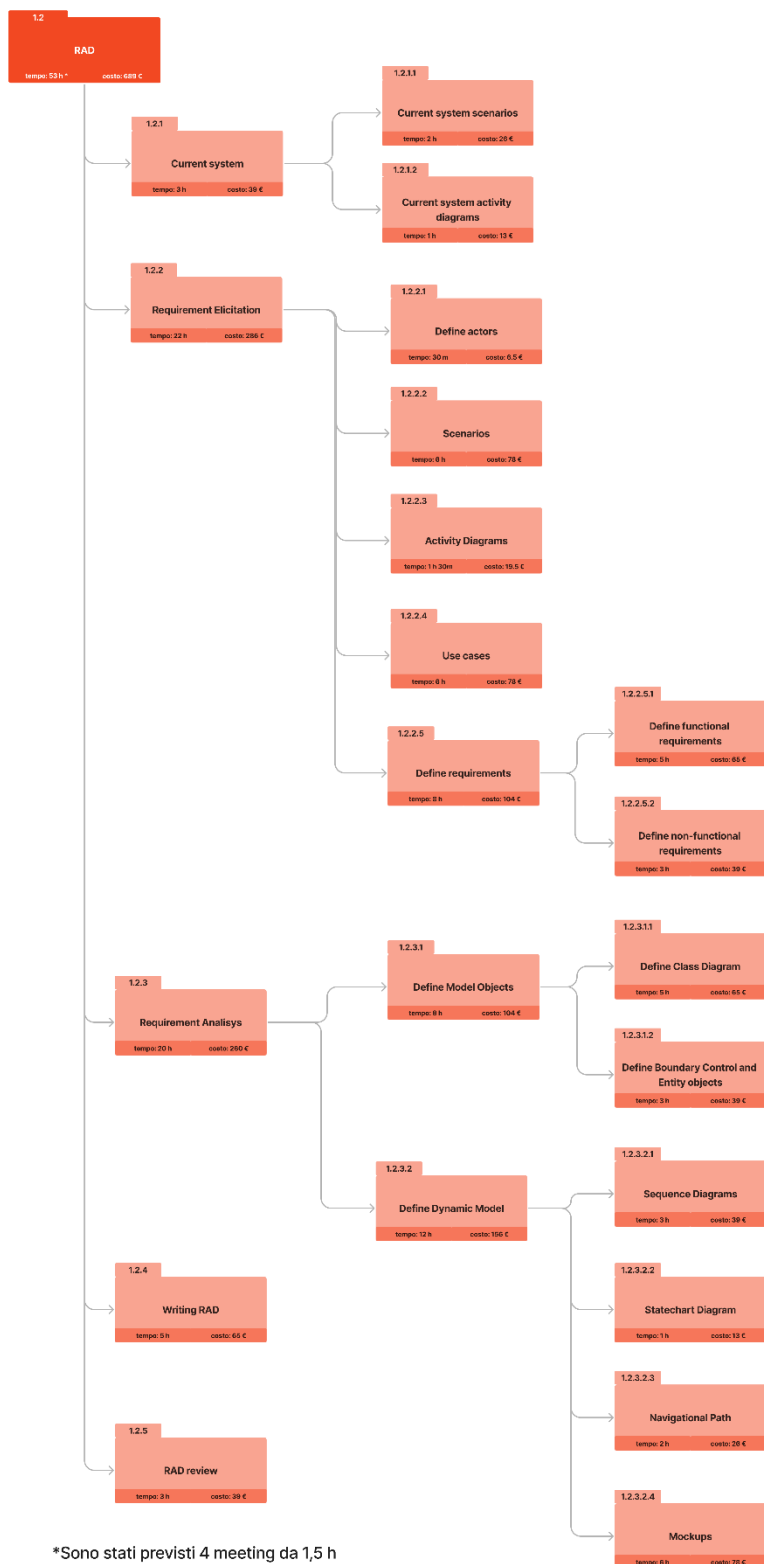 1.2
RAD
tempo: 53 h * costo: 689 €
1.2.1
Current system
tempo: 3 h costo: 39 €
1.2.1.1
Current system scenarios
tempo: 2 h costo: 26 €
1.2.1.2
Current system activity
diagrams
tempo: 1 h costo: 13 €
1.2.2
Requirement Elicitation
tempo: 22 h costo: 286 €
1.2.2.1
Define actors
tempo: 30 m costo: 6.5 €
1.2.2.2
Scenarios
tempo: 6 h costo: 78 €
1.2.2.3
Activity Diagrams
tempo: 1 h 30m costo: 19.5 €
1.2.2.4
Use cases
tempo: 6 h costo: 78 €
1.2.2.5
Define requirements
tempo: 8 h costo: 104 €
1.2.2.5.1
Define functional
requirements
tempo: 5 h costo: 65 €
1.2.2.5.2
Define non-functional
requirements
tempo: 3 h costo: 39 €
1.2.3
Requirement Analisys
tempo: 20 h costo: 260 €
1.2.3.1
Define Model Objects
tempo: 8 h costo: 104 €
1.2.3.1.1
Define Class Diagram
tempo: 5 h costo: 65 €
1.2.3.1.2
Define Boundary Control and
Entity objects
tempo: 3 h costo: 39 €
1.2.3.2
Define Dynamic Model
tempo: 12 h costo: 156 €
1.2.3.2.1
Sequence Diagrams
tempo: 3 h costo: 39 €
1.2.3.2.2
Statechart Diagram
tempo: 1 h costo: 13 €
1.2.3.2.3
Navigational Path
tempo: 2 h costo: 26 €
1.2.3.2.4
Mockups
tempo: 6 h costo: 78 €
1.2.4
Writing RAD
tempo: 5 h costo: 65 €
1.2.5
RAD review
tempo: 3 h costo: 39 €
*Sono stati previsti 4 meeting da 1,5 h